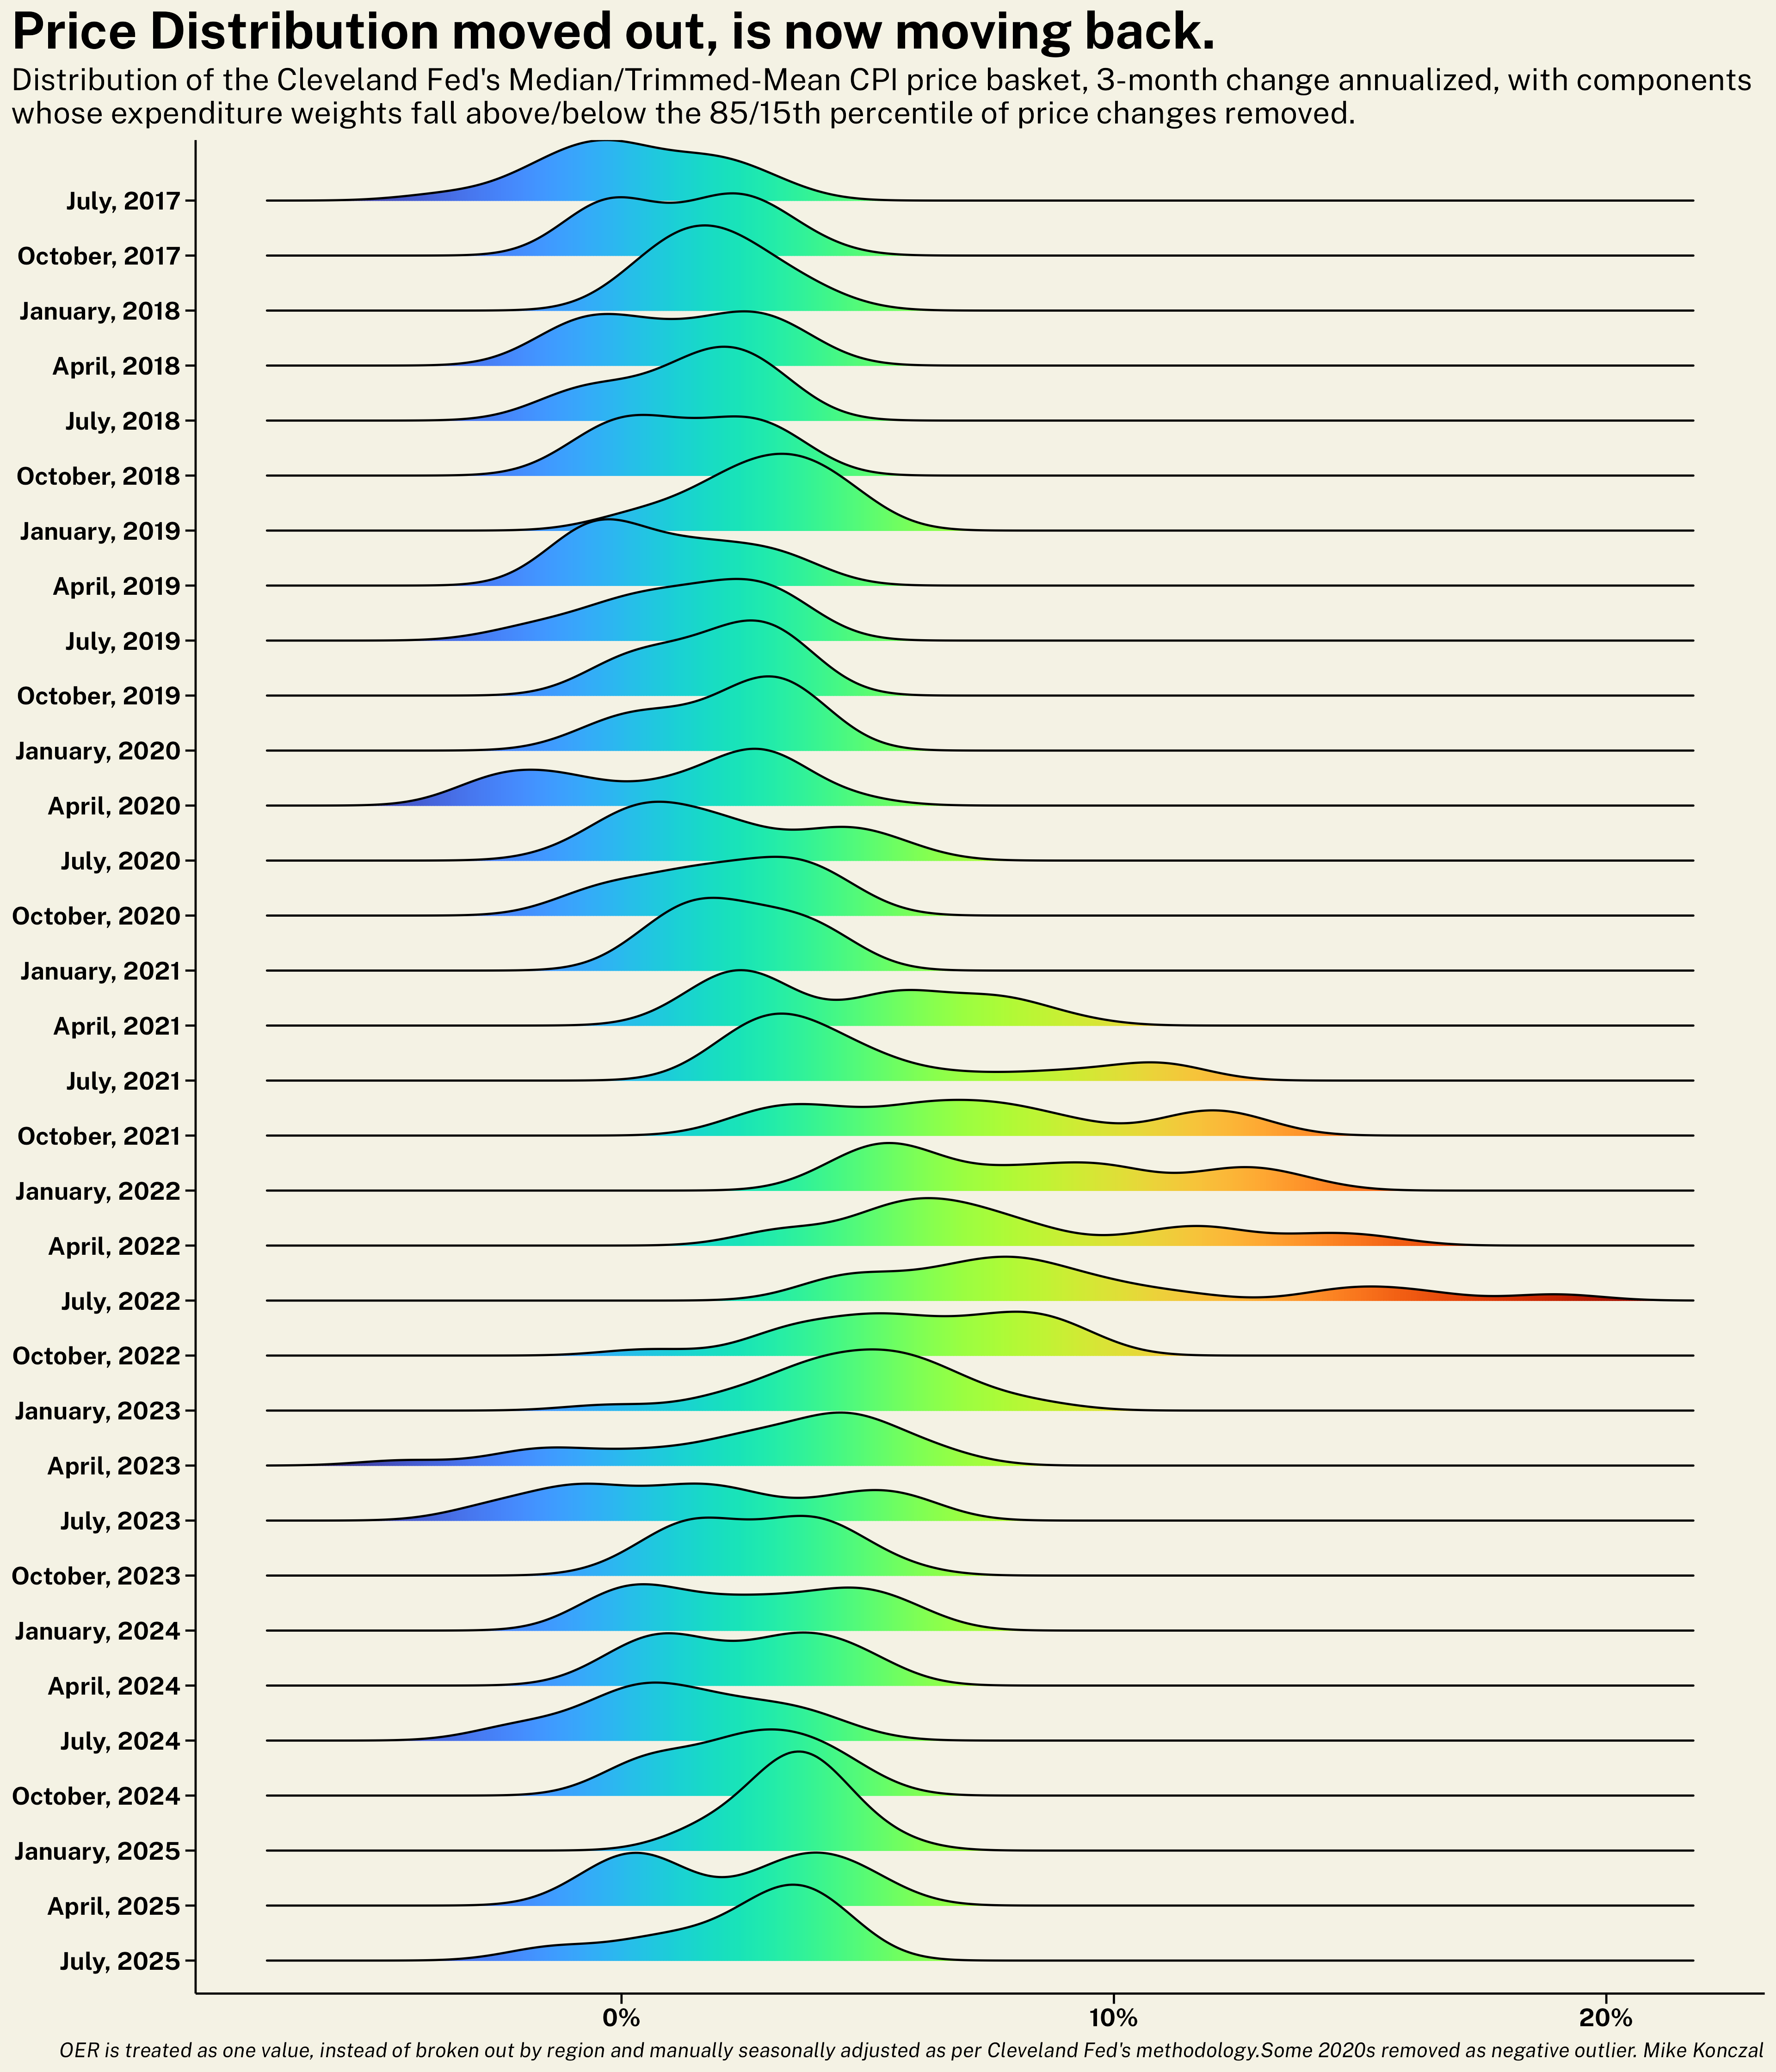 Price Distribution moved out, is now moving back.
Distribution of the Cleveland Fed's Median/Trimmed-Mean CPI price basket, 3-month change annualized, with components
whose expenditure weights fall above/below the 85/15th percentile of price changes removed.
July, 2017
October, 2017
January, 2018
April, 2018
July, 2018
October, 2018
January, 2019
April, 2019
July, 2019
October, 2019
January, 2020
April, 2020
July, 2020
October, 2020
January, 2021
April, 2021
July, 2021
October, 2021
January, 2022
April, 2022
July, 2022
October, 2022
January, 2023
April, 2023
July, 2023
October, 2023
January, 2024
April, 2024
July, 2024
October, 2024
January, 2025
April, 2025
July, 2025
0% 10% 20%
OER is treated as one value, instead of broken out by region and manually seasonally adjusted as per Cleveland Fed's methodology.Some 2020s removed as negative outlier. Mike Konczal